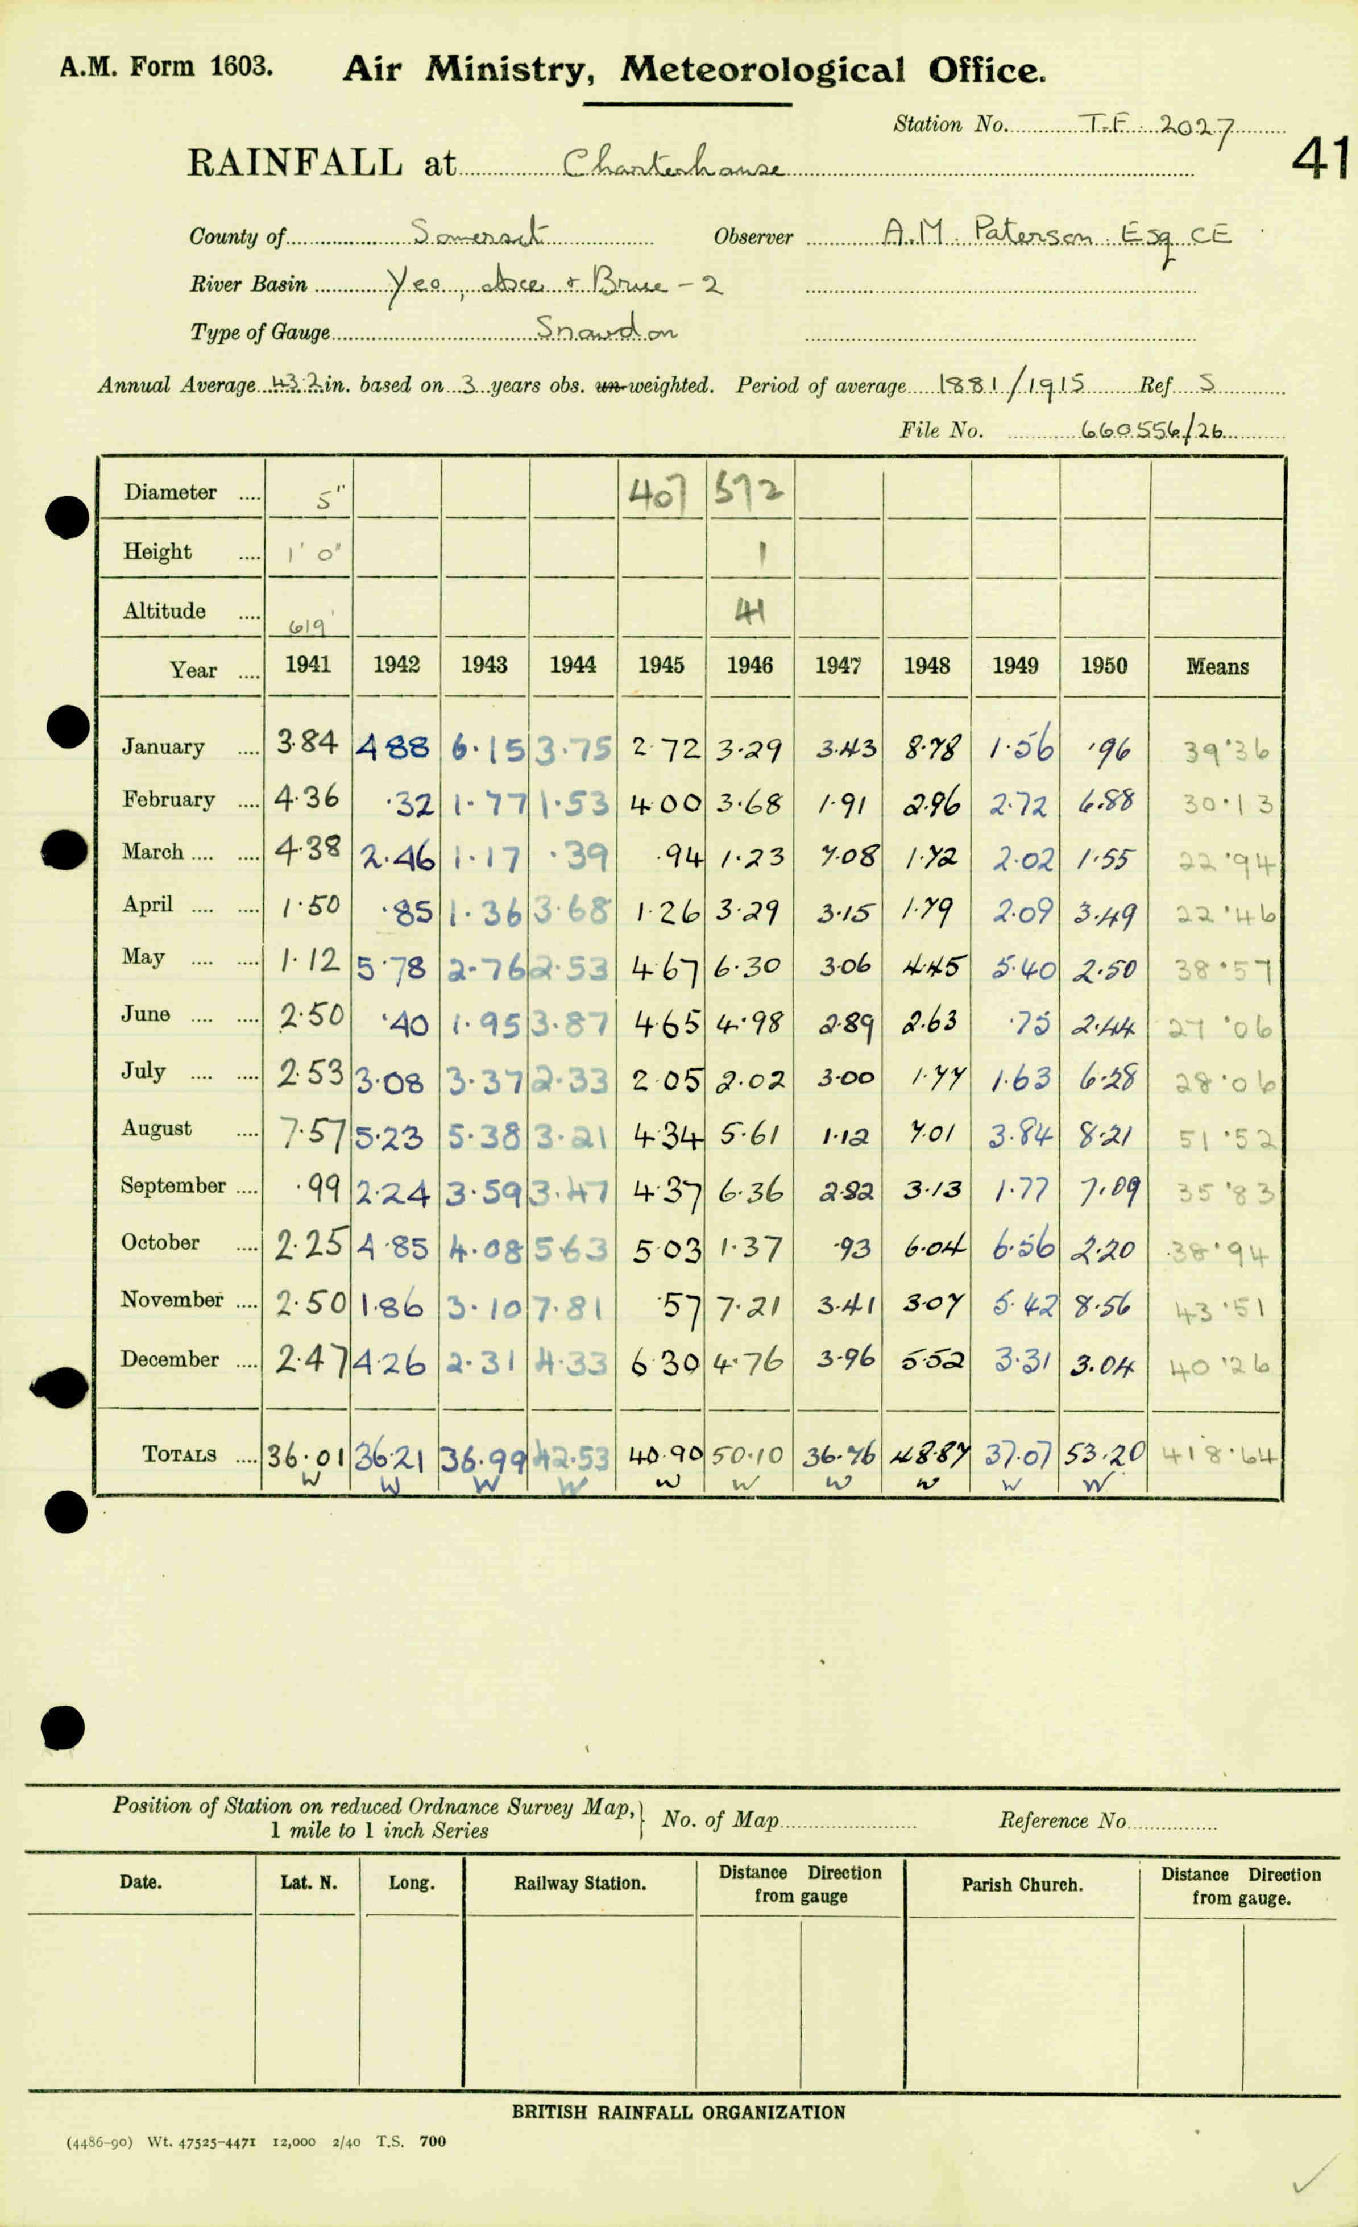 A.M. Form 1603. Air Ministry, Meteorological Office.
Station No. T.F. 2027
41
RAINFALL at Charterhouse
County of Somerset Observer A.M. Paterson Esq CE
River Basin Yeo, Axe + Brue - 2
Type of Gauge Snowdon
Annual Average 43.2 in. based on 3 years obs. un-weighted. Period of average 1881/1915 Ref S
File No. 660556/26
Diameter .... 5" 407 572
Height .... 1' 0" 1
Altitude .... 619' 41
Year .... 1941 1942 1943 1944 1945 1946 1947 1948 1949 1950 Means
January .... 3.84 4.88 6.15 3.75 2.72 3.29 3.43 8.78 1.56 .96 39.36
February .... 4.36 .32 1.77 1.53 4.00 3.68 1.91 2.96 2.72 6.88 30.13
March .... .... 4.38 2.46 1.17 .39 .94 1.23 7.08 1.72 2.02 1.55 22.94
April .... .... 1.50 .85 1.36 3.68 1.26 3.29 3.15 1.79 2.09 3.49 22.46
May .... .... 1.12 5.78 2.76 2.53 4.67 6.30 3.06 4.45 5.40 2.50 38.57
June .... .... 2.50 .40 1.95 3.87 4.65 4.98 2.89 2.63 .75 2.44 27.06
July .... .... 2.53 3.08 3.37 2.33 2.05 2.02 3.00 1.77 1.63 6.28 28.06
August .... 7.57 5.23 5.38 3.21 4.34 5.61 1.12 7.01 3.84 8.21 51.52
September .... .99 2.24 3.59 3.47 4.37 6.36 2.82 3.13 1.77 7.09 35.83
October .... 2.25 4.85 4.08 5.63 5.03 1.37 .93 6.04 6.56 2.20 38.94
November .... 2.50 1.86 3.10 7.81 .57 7.21 3.41 3.07 5.42 8.56 43.51
December .... 2.47 4.26 2.31 4.33 6.30 4.76 3.96 5.52 3.31 3.04 40.26
TOTALS .... 36.01 36.21 36.99 42.53 40.90 50.10 36.76 48.87 37.07 53.20 418.64
W W W W W W W W W W
Position of Station on reduced Ordnance Survey Map, 1 mile to 1 inch Series } No. of Map Reference No.
Date. Lat. N. Long. Railway Station. Distance Direction from gauge Parish Church. Distance Direction from gauge.
BRITISH RAINFALL ORGANIZATION
(4486-90) Wt. 47525-4471 12,000 2/40 T.S. 700